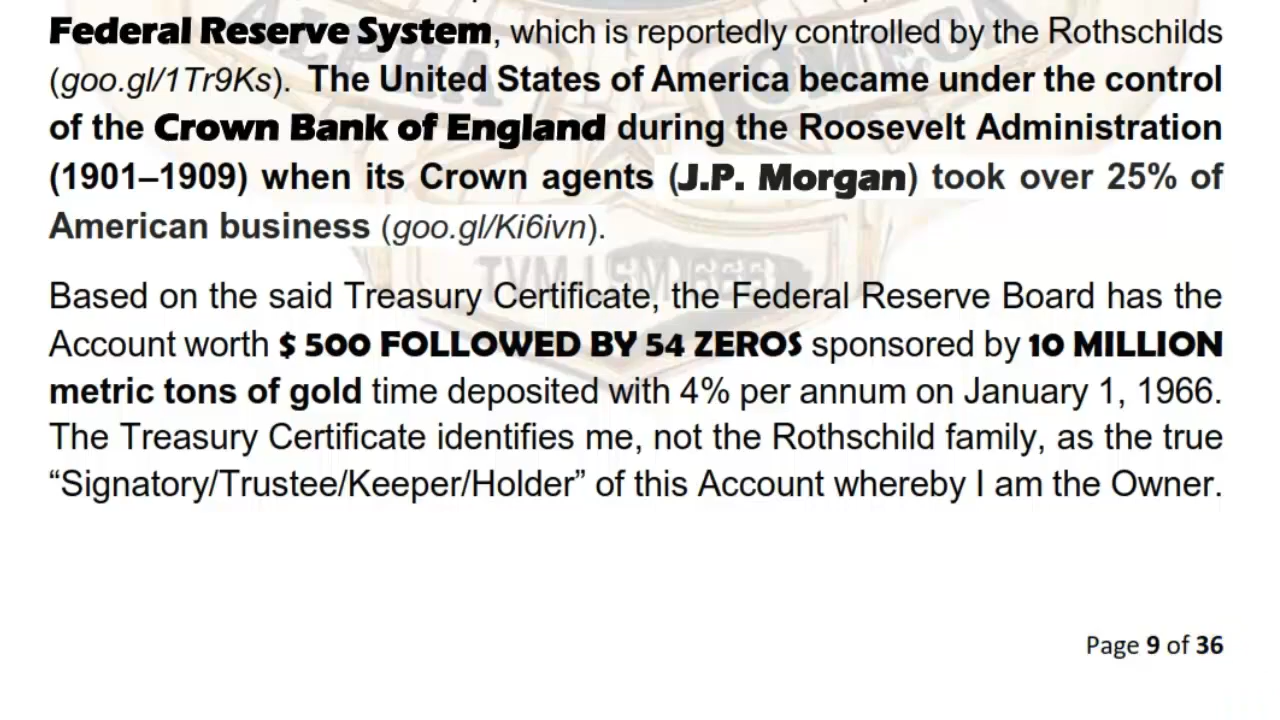 Federal Reserve System, which is reportedly controlled by the Rothschilds
(goo.gl/1Tr9Ks). The United States of America became under the control
of the Crown Bank of England during the Roosevelt Administration
(1901–1909) when its Crown agents (J.P. Morgan) took over 25% of
American business (goo.gl/Ki6ivn).
TVM LSM 666
Based on the said Treasury Certificate, the Federal Reserve Board has the
Account worth $ 500 FOLLOWED BY 54 ZEROS sponsored by 10 MILLION
metric tons of gold time deposited with 4% per annum on January 1, 1966.
The Treasury Certificate identifies me, not the Rothschild family, as the true
“Signatory/Trustee/Keeper/Holder” of this Account whereby I am the Owner.
Page 9 of 36